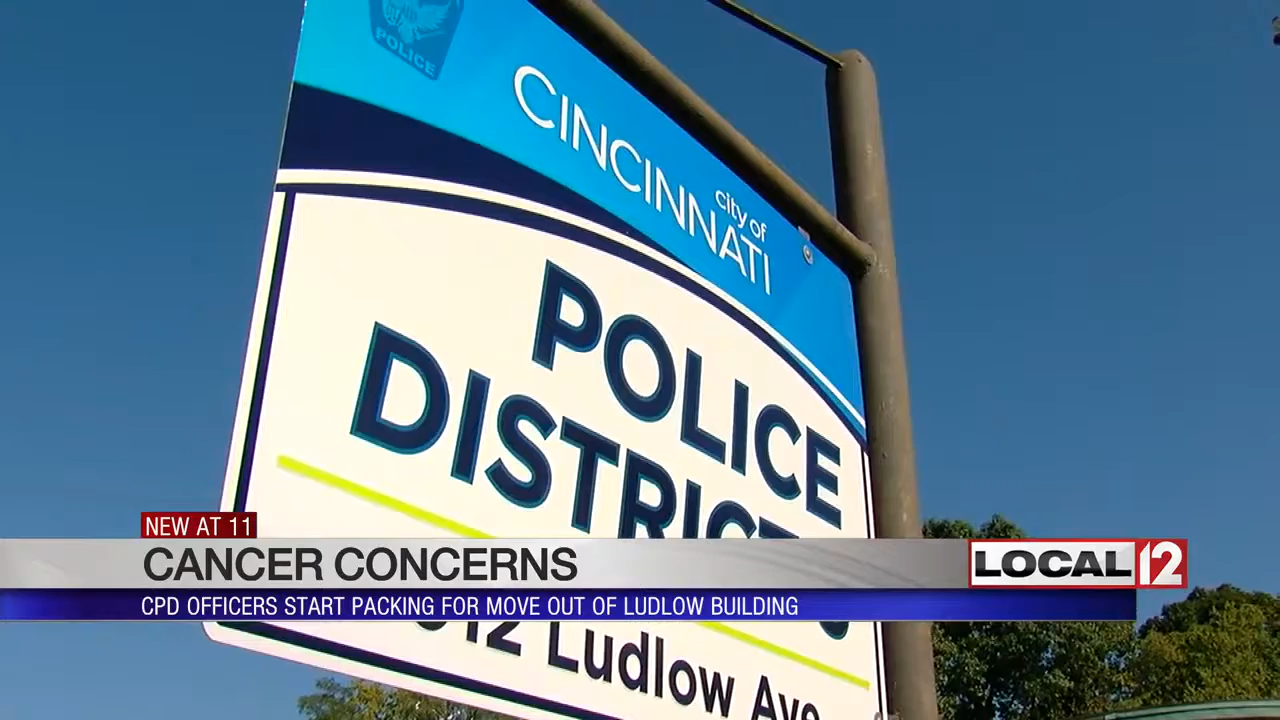 POLICE
CINCINNATI
city of
POLICE
DISTRICT
NEW AT 11
CANCER CONCERNS
LOCAL 12
CPD OFFICERS START PACKING FOR MOVE OUT OF LUDLOW BUILDING
Ludlow Ave